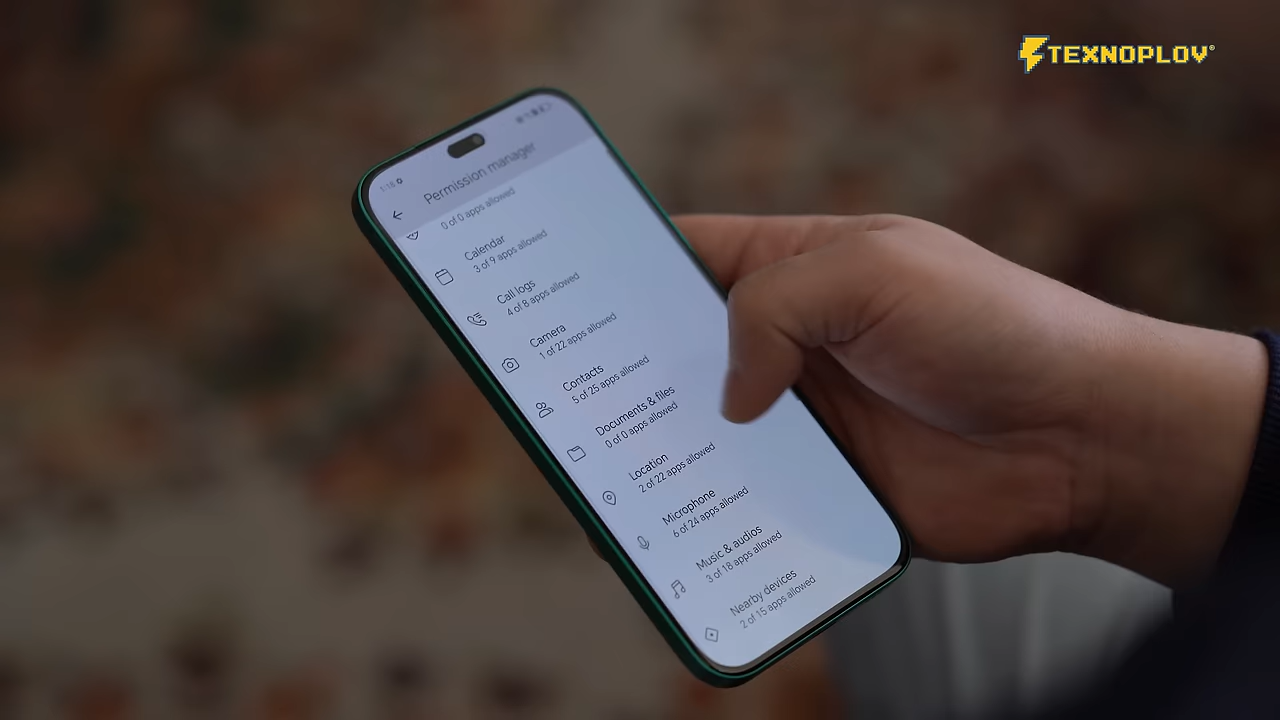 TEXNOPLOV
1:18
Permission manager
0 of 0 apps allowed
Calendar
3 of 9 apps allowed
Call logs
4 of 8 apps allowed
Camera
1 of 22 apps allowed
Contacts
5 of 25 apps allowed
Documents & files
0 of 0 apps allowed
Location
2 of 22 apps allowed
Microphone
6 of 24 apps allowed
Music & audios
3 of 18 apps allowed
Nearby devices
2 of 15 apps allowed